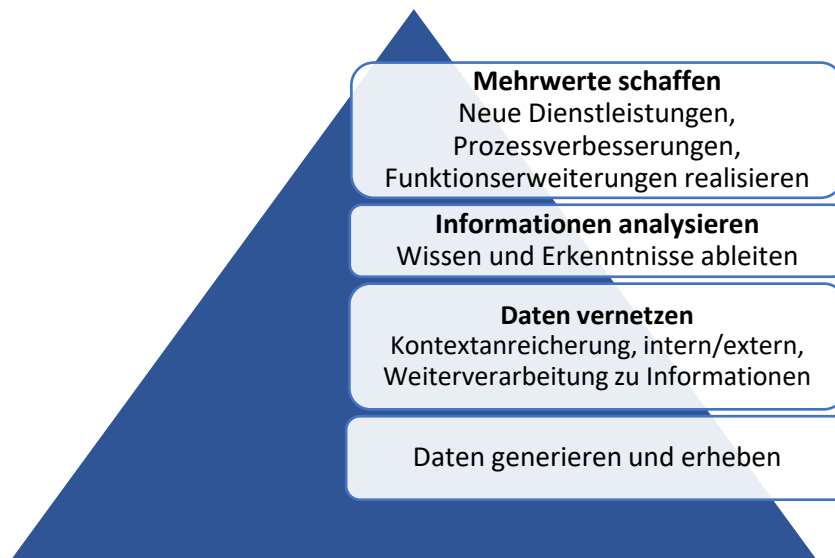 Mehrwerte schaffen
Neue Dienstleistungen,
Prozessverbesserungen,
Funktionserweiterungen realisieren
Informationen analysieren
Wissen und Erkenntnisse ableiten
Daten vernetzen
Kontextanreicherung, intern/extern,
Weiterverarbeitung zu Informationen
Daten generieren und erheben